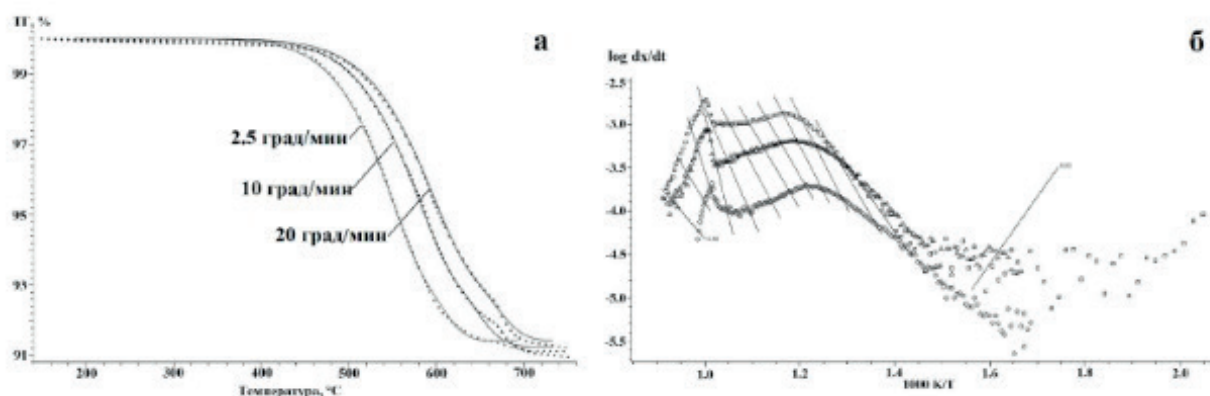 ТГ, %
а
99
97
95
93
91
2.5 град/мин
10 град/мин
20 град/мин
200 300 400 500 600 700
Температура, °C
б
log dx/dt
-2.5
-3.0
-3.5
-4.0
-4.5
-5.0
-5.5
1.0 1.2 1.4 1.6 1.8 2.0
1000 K/T